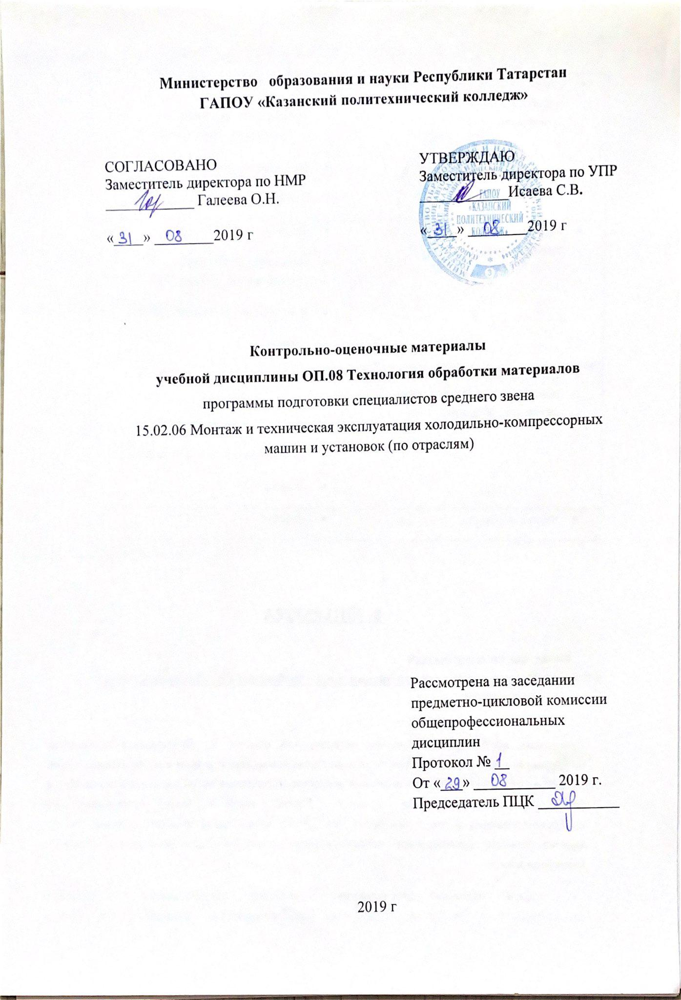 Министерство образования и науки Республики Татарстан
ГАПОУ «Казанский политехнический колледж»
СОГЛАСОВАНО
Заместитель директора по НМР
Галеева О.Н.
«31» 08 2019 г
УТВЕРЖДАЮ
Заместитель директора по УПР
Исаева С.В.
«31» 08 2019 г
ГАПОУ
«КАЗАНСКИЙ
ПОЛИТЕХНИЧЕСКИЙ
КОЛЛЕДЖ»
Контрольно-оценочные материалы
учебной дисциплины ОП.08 Технология обработки материалов
программы подготовки специалистов среднего звена
15.02.06 Монтаж и техническая эксплуатация холодильно-компрессорных
машин и установок (по отраслям)
Рассмотрена на заседании
предметно-цикловой комиссии
общепрофессиональных
дисциплин
Протокол № 1
От «29» 08 2019 г.
Председатель ПЦК
2019 г